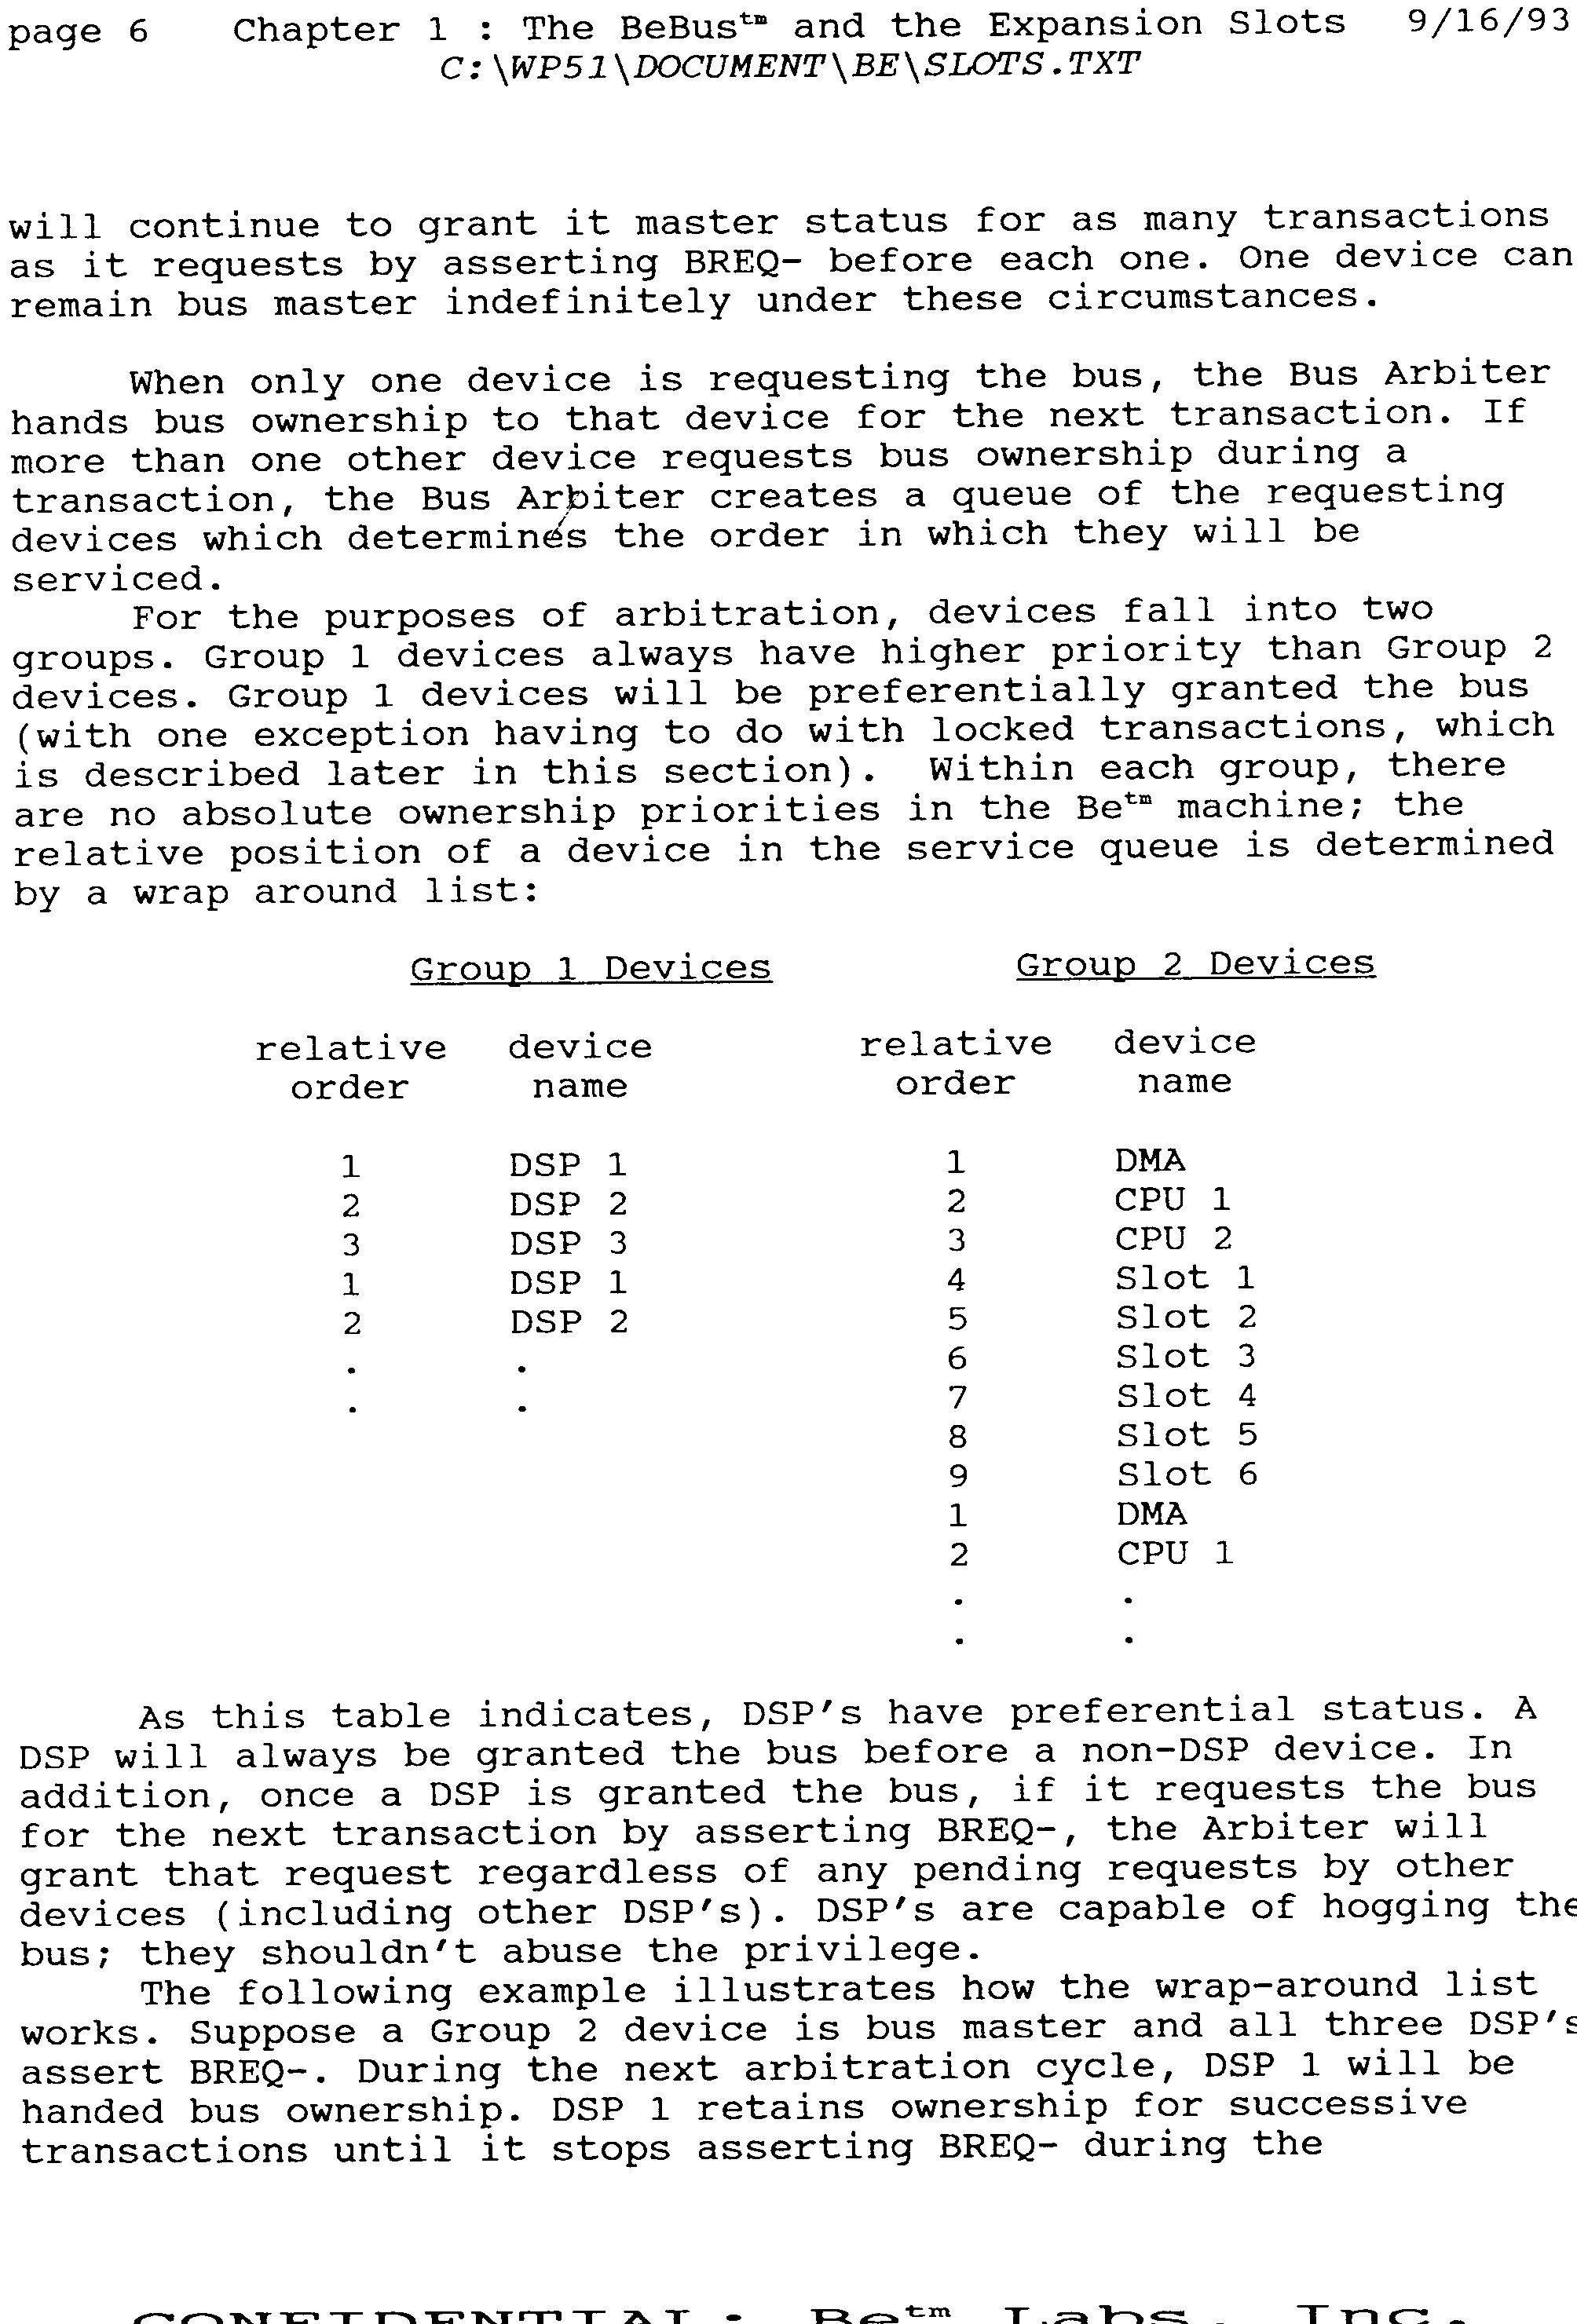 page 6 Chapter 1 : The BeBus™ and the Expansion Slots 9/16/93
C:\WP51\DOCUMENT\BE\SLOTS.TXT
will continue to grant it master status for as many transactions
as it requests by asserting BREQ- before each one. One device can
remain bus master indefinitely under these circumstances.
When only one device is requesting the bus, the Bus Arbiter
hands bus ownership to that device for the next transaction. If
more than one other device requests bus ownership during a
transaction, the Bus Arbiter creates a queue of the requesting
devices which determines the order in which they will be
serviced.
For the purposes of arbitration, devices fall into two
groups. Group 1 devices always have higher priority than Group 2
devices. Group 1 devices will be preferentially granted the bus
(with one exception having to do with locked transactions, which
is described later in this section). Within each group, there
are no absolute ownership priorities in the Be™ machine; the
relative position of a device in the service queue is determined
by a wrap around list:
Group 1 Devices Group 2 Devices
relative device relative device
order name order name
1 DSP 1 1 DMA
2 DSP 2 2 CPU 1
3 DSP 3 3 CPU 2
1 DSP 1 4 Slot 1
2 DSP 2 5 Slot 2
. . 6 Slot 3
. . 7 Slot 4
8 Slot 5
9 Slot 6
1 DMA
2 CPU 1
. .
. .
As this table indicates, DSP's have preferential status. A
DSP will always be granted the bus before a non-DSP device. In
addition, once a DSP is granted the bus, if it requests the bus
for the next transaction by asserting BREQ-, the Arbiter will
grant that request regardless of any pending requests by other
devices (including other DSP's). DSP's are capable of hogging the
bus; they shouldn't abuse the privilege.
The following example illustrates how the wrap-around list
works. Suppose a Group 2 device is bus master and all three DSP's
assert BREQ-. During the next arbitration cycle, DSP 1 will be
handed bus ownership. DSP 1 retains ownership for successive
transactions until it stops asserting BREQ- during the
CONFIDENTIAL: Be™ Labs, Inc.